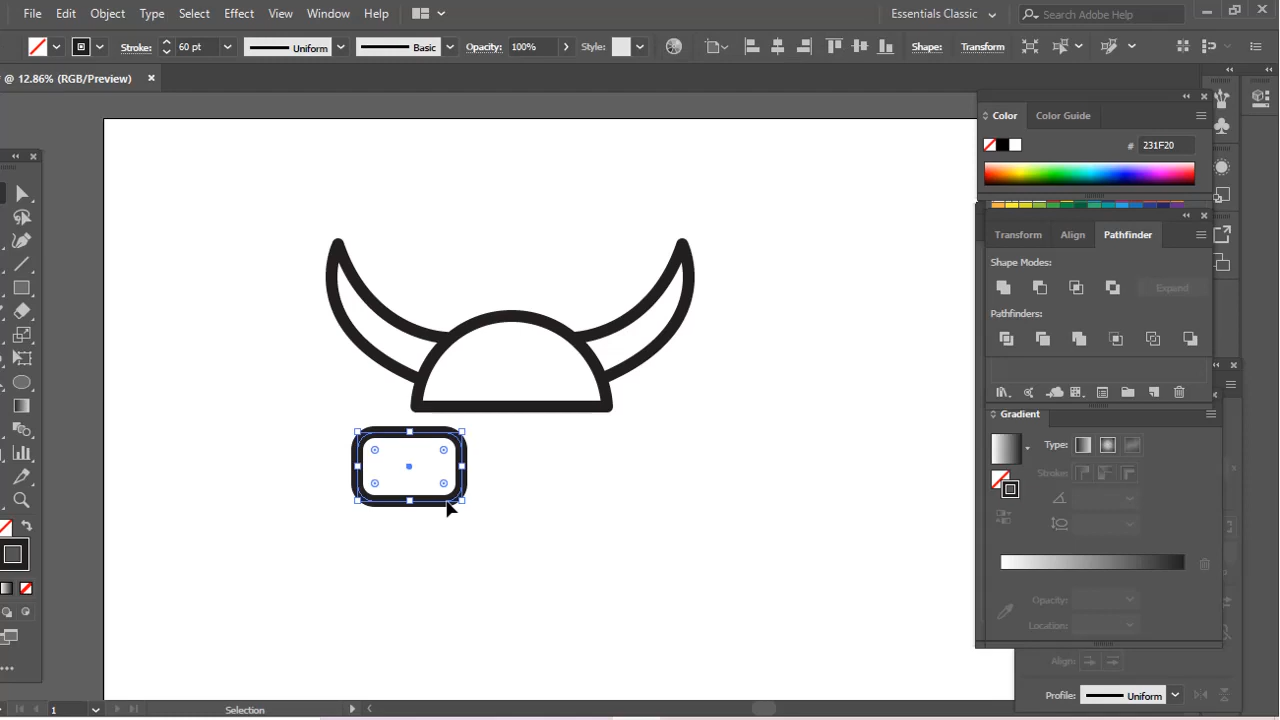 File Edit Object Type Select Effect View Window Help
Essentials Classic
Search Adobe Help
Stroke: 60 pt Uniform Basic Opacity: 100% Style: Shape: Transform
@ 12.86% (RGB/Preview)
Color Color Guide
# 231F20
Transform Align Pathfinder
Shape Modes:
Expand
Pathfinders:
Gradient
Type:
Stroke:
Opacity:
Location:
Align:
Profile: Uniform
1 Selection